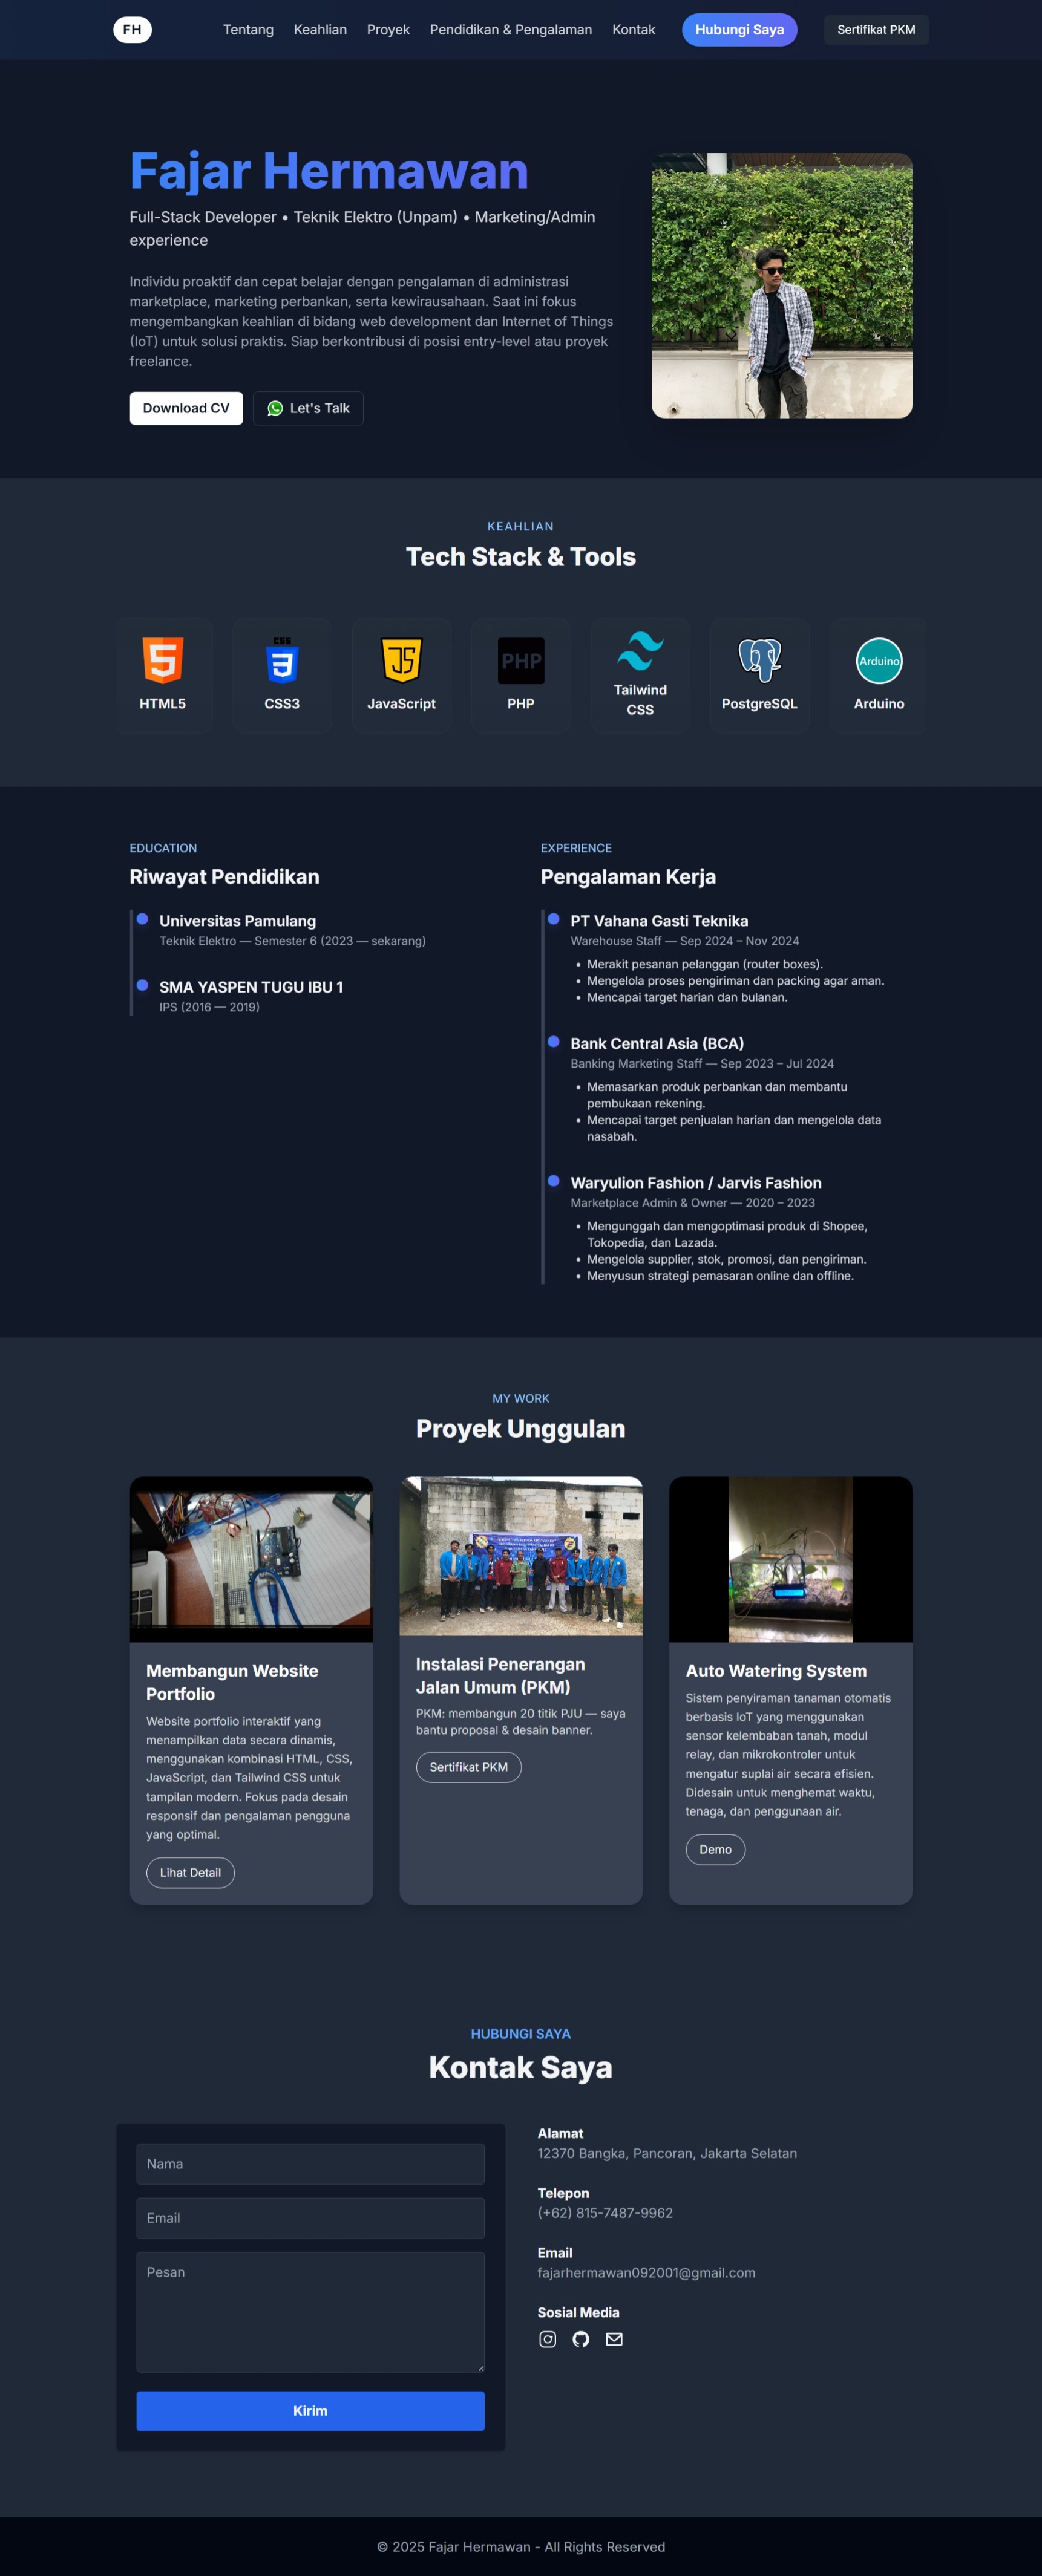 FH
Tentang
Keahlian
Proyek
Pendidikan & Pengalaman
Kontak
Hubungi Saya
Sertifikat PKM
Fajar Hermawan
Full-Stack Developer • Teknik Elektro (Unpam) • Marketing/Admin
experience
Individu proaktif dan cepat belajar dengan pengalaman di administrasi
marketplace, marketing perbankan, serta kewirausahaan. Saat ini fokus
mengembangkan keahlian di bidang web development dan Internet of Things
(IoT) untuk solusi praktis. Siap berkontribusi di posisi entry-level atau proyek
freelance.
Download CV
Let's Talk
KEAHLIAN
Tech Stack & Tools
5
HTML5
CSS
3
CSS3
JS
JavaScript
PHP
PHP
Tailwind
CSS
PostgreSQL
Arduino
Arduino
EDUCATION
Riwayat Pendidikan
Universitas Pamulang
Teknik Elektro — Semester 6 (2023 — sekarang)
SMA YASPEN TUGU IBU 1
IPS (2016 — 2019)
EXPERIENCE
Pengalaman Kerja
PT Vahana Gasti Teknika
Warehouse Staff — Sep 2024 – Nov 2024
• Merakit pesanan pelanggan (router boxes).
• Mengelola proses pengiriman dan packing agar aman.
• Mencapai target harian dan bulanan.
Bank Central Asia (BCA)
Banking Marketing Staff — Sep 2023 – Jul 2024
• Memasarkan produk perbankan dan membantu
pembukaan rekening.
• Mencapai target penjualan harian dan mengelola data
nasabah.
Waryulion Fashion / Jarvis Fashion
Marketplace Admin & Owner — 2020 – 2023
• Mengunggah dan mengoptimasi produk di Shopee,
Tokopedia, dan Lazada.
• Mengelola supplier, stok, promosi, dan pengiriman.
• Menyusun strategi pemasaran online dan offline.
MY WORK
Proyek Unggulan
Membangun Website
Portfolio
Website portfolio interaktif yang
menampilkan data secara dinamis,
menggunakan kombinasi HTML, CSS,
JavaScript, dan Tailwind CSS untuk
tampilan modern. Fokus pada desain
responsif dan pengalaman pengguna
yang optimal.
Lihat Detail
Instalasi Penerangan
Jalan Umum (PKM)
PKM: membangun 20 titik PJU — saya
bantu proposal & desain banner.
Sertifikat PKM
Auto Watering System
Sistem penyiraman tanaman otomatis
berbasis IoT yang menggunakan
sensor kelembaban tanah, modul
relay, dan mikrokontroler untuk
mengatur suplai air secara efisien.
Didesain untuk menghemat waktu,
tenaga, dan penggunaan air.
Demo
HUBUNGI SAYA
Kontak Saya
Nama
Email
Pesan
Kirim
Alamat
12370 Bangka, Pancoran, Jakarta Selatan
Telepon
(+62) 815-7487-9962
Email
fajarhermawan092001@gmail.com
Sosial Media
© 2025 Fajar Hermawan - All Rights Reserved